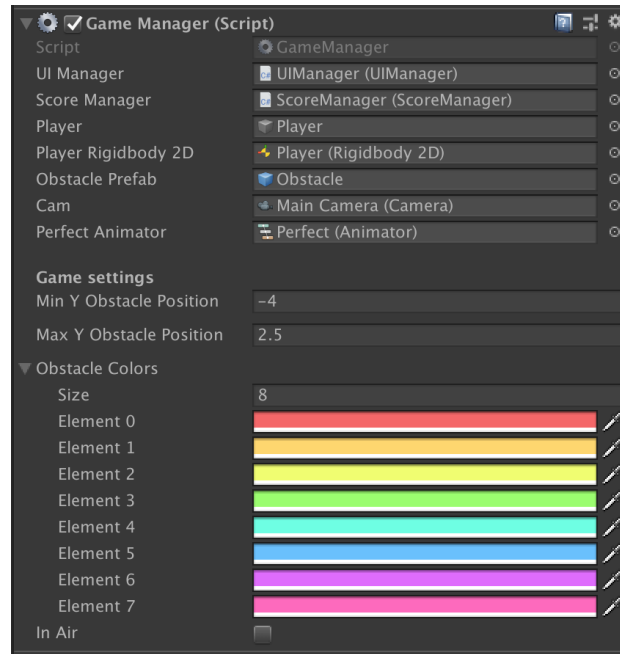 Game Manager (Script)
Script GameManager
UI Manager UIManager (UIManager)
Score Manager ScoreManager (ScoreManager)
Player Player
Player Rigidbody 2D Player (Rigidbody 2D)
Obstacle Prefab Obstacle
Cam Main Camera (Camera)
Perfect Animator Perfect (Animator)
Game settings
Min Y Obstacle Position -4
Max Y Obstacle Position 2.5
Obstacle Colors
Size 8
Element 0
Element 1
Element 2
Element 3
Element 4
Element 5
Element 6
Element 7
In Air